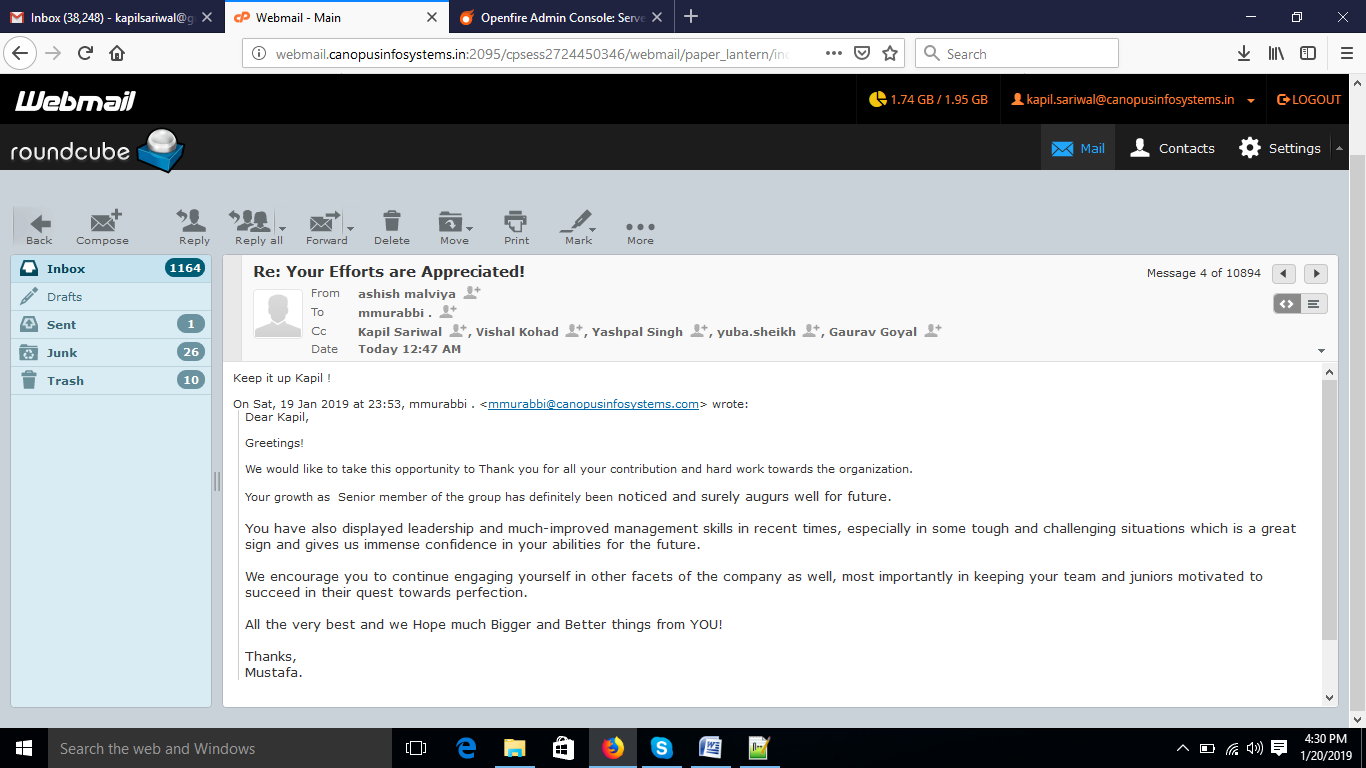 Inbox (38,248) - kapilsariwal@g
Webmail - Main
Openfire Admin Console: Serve
webmail.canopusinfosystems.in:2095/cpsess2724450346/webmail/paper_lantern/in
Search
Webmail
1.74 GB / 1.95 GB
kapil.sariwal@canopusinfosystems.in
LOGOUT
roundcube
Mail
Contacts
Settings
Back
Compose
Reply
Reply all
Forward
Delete
Move
Print
Mark
More
Inbox 1164
Drafts
Sent 1
Junk 26
Trash 10
Re: Your Efforts are Appreciated!
Message 4 of 10894
From ashish malviya
To mmurabbi .
Cc Kapil Sariwal , Vishal Kohad , Yashpal Singh , yuba.sheikh , Gaurav Goyal
Date Today 12:47 AM
Keep it up Kapil !
On Sat, 19 Jan 2019 at 23:53, mmurabbi . <mmurabbi@canopusinfosystems.com> wrote:
Dear Kapil,
Greetings!
We would like to take this opportunity to Thank you for all your contribution and hard work towards the organization.
Your growth as  Senior member of the group has definitely been noticed and surely augurs well for future.
You have also displayed leadership and much-improved management skills in recent times, especially in some tough and challenging situations which is a great
sign and gives us immense confidence in your abilities for the future.
We encourage you to continue engaging yourself in other facets of the company as well, most importantly in keeping your team and juniors motivated to
succeed in their quest towards perfection.
All the very best and we Hope much Bigger and Better things from YOU!
Thanks,
Mustafa.
Search the web and Windows
4:30 PM
1/20/2019